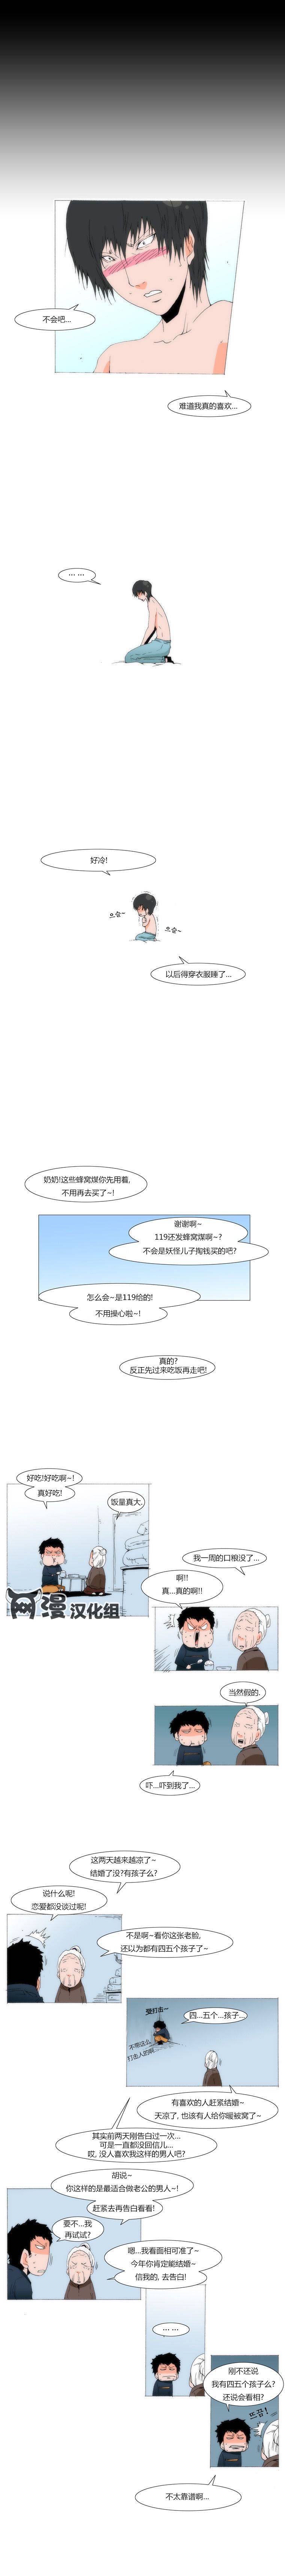 不会吧...
难道我真的喜欢...
... ...
好冷!
으슬~
으슬~
以后得穿衣服睡了...
奶奶!这些蜂窝煤你先用着,
不用再去买了~!
谢谢啊~
119还发蜂窝煤啊~?
不会是妖怪儿子掏钱买的吧?
怎么会~是119给的!
不用操心啦~!
真的?
反正先过来吃饭再走吧!
好吃!好吃啊~!
真好吃!
饭量真大.
网漫汉化组
我一周的口粮没了...
啊!!
真...真的啊!!
当然假的.
吓...吓到我了...
这两天越来越凉了~
结婚了没?有孩子么?
说什么呢!
恋爱都没谈过呢!
不是啊~看你这张老脸,
还以为都有四五个孩子了~
受打击~
四...五个...孩子...
不带这么
打击人的啊...
有喜欢的人赶紧结婚~
天凉了, 也该有人给你暖被窝了~
其实前两天刚告白过一次...
可是一直都没回信儿...
哎, 没人喜欢我这样的男人吧?
胡说~
你这样的是最适合做老公的男人~!
赶紧去再告白看看!
要不...我
再试试?
嗯...我看面相可准了~
今年你肯定能结婚~
信我的, 去告白!
... ...
刚不还说
我有四五个孩子么?
还说会看相?
뜨끔!
不太靠谱啊...